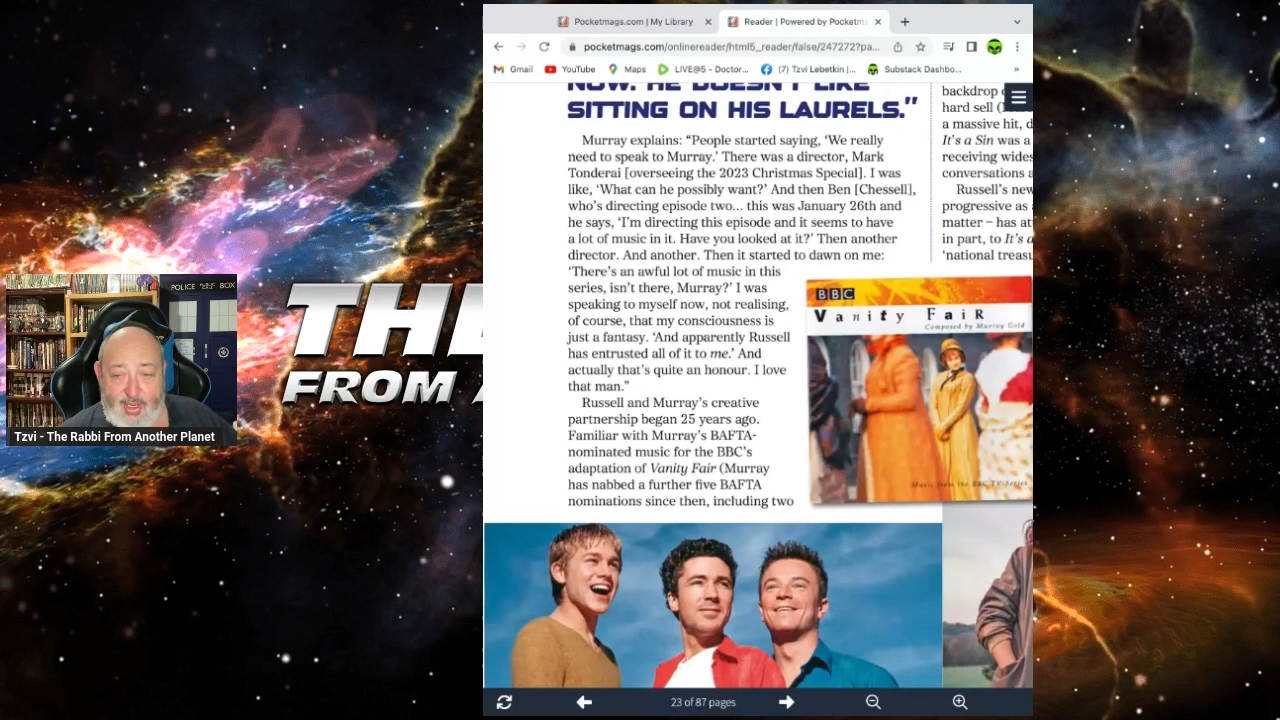 Pocketmags.com | My Library
Reader | Powered by Pocketm
pocketmags.com/onlinereader/html5_reader/false/247272?pa...
Gmail
YouTube
Maps
LIVE@5 - Doctor...
(7) Tzvi Lebetkin |...
Substack Dashbo...
»
NOW. HE DOESN'T LIKE
SITTING ON HIS LAURELS."
Murray explains: “People started saying, ‘We really
need to speak to Murray.’ There was a director, Mark
Tonderai [overseeing the 2023 Christmas Special]. I was
like, ‘What can he possibly want?’ And then Ben [Chessell],
who’s directing episode two... this was January 26th and
he says, ‘I’m directing this episode and it seems to have
a lot of music in it. Have you looked at it?’ Then another
director. And another. Then it started to dawn on me:
‘There’s an awful lot of music in this
series, isn’t there, Murray?’ I was
speaking to myself now, not realising,
of course, that my consciousness is
just a fantasy. ‘And apparently Russell
has entrusted all of it to me.’ And
actually that’s quite an honour. I love
that man.”
Russell and Murray’s creative
partnership began 25 years ago.
Familiar with Murray’s BAFTA-
nominated music for the BBC’s
adaptation of Vanity Fair (Murray
has nabbed a further five BAFTA
nominations since then, including two
backdrop
hard sell
a massive hit, d
It's a Sin was a
receiving wides
conversations a
Russell’s new
progressive as
matter – has at
in part, to It’s a
‘national treasu
BBC
Vanity Fair
Composed by Murray Gold
Music from the BBC TV Series
23 of 87 pages
POLICE BOX
THE
FROM A
Tzvi - The Rabbi From Another Planet